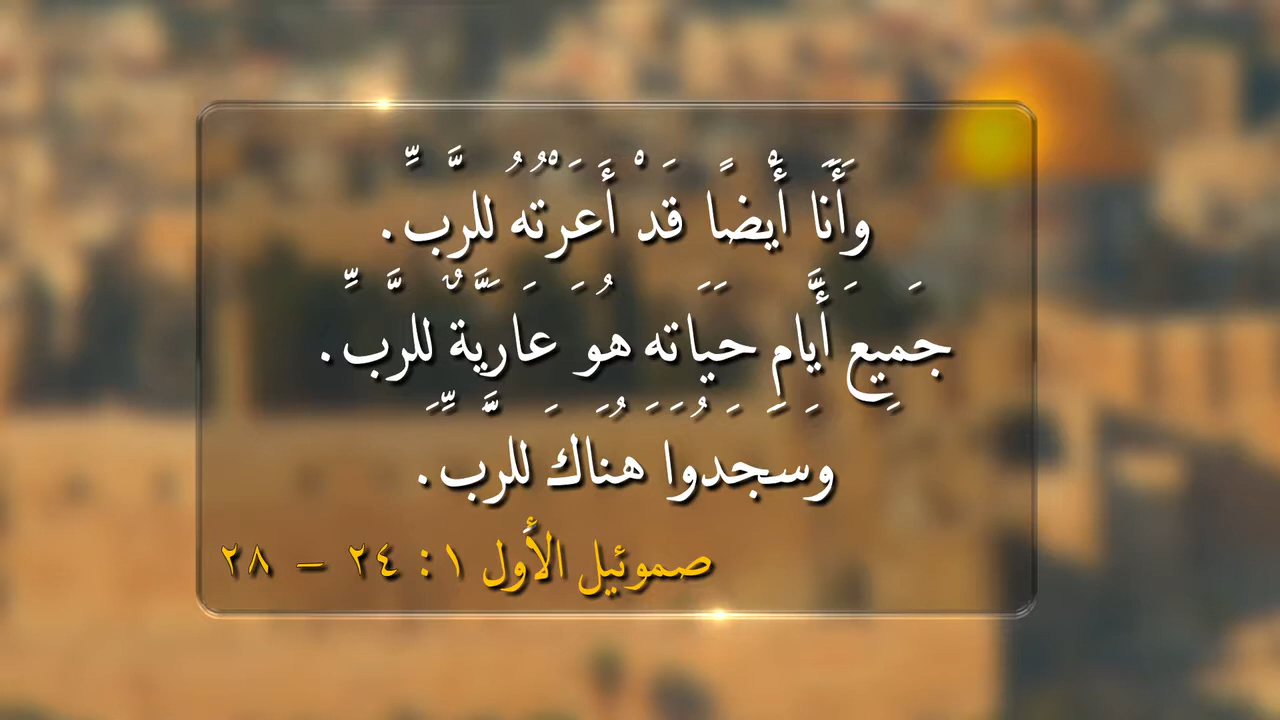 وَأَنَا أَيْضًا قَدْ أَعَرْتُهُ لِلرَّبِّ.
جَمِيعَ أَيَّامِ حَيَاتِهِ هُوَ عَارِيَّةٌ لِلرَّبِّ.
وَسَجَدُوا هُنَاكَ لِلرَّبِّ.
صموئيل الأول ١: ٢٤ – ٢٨